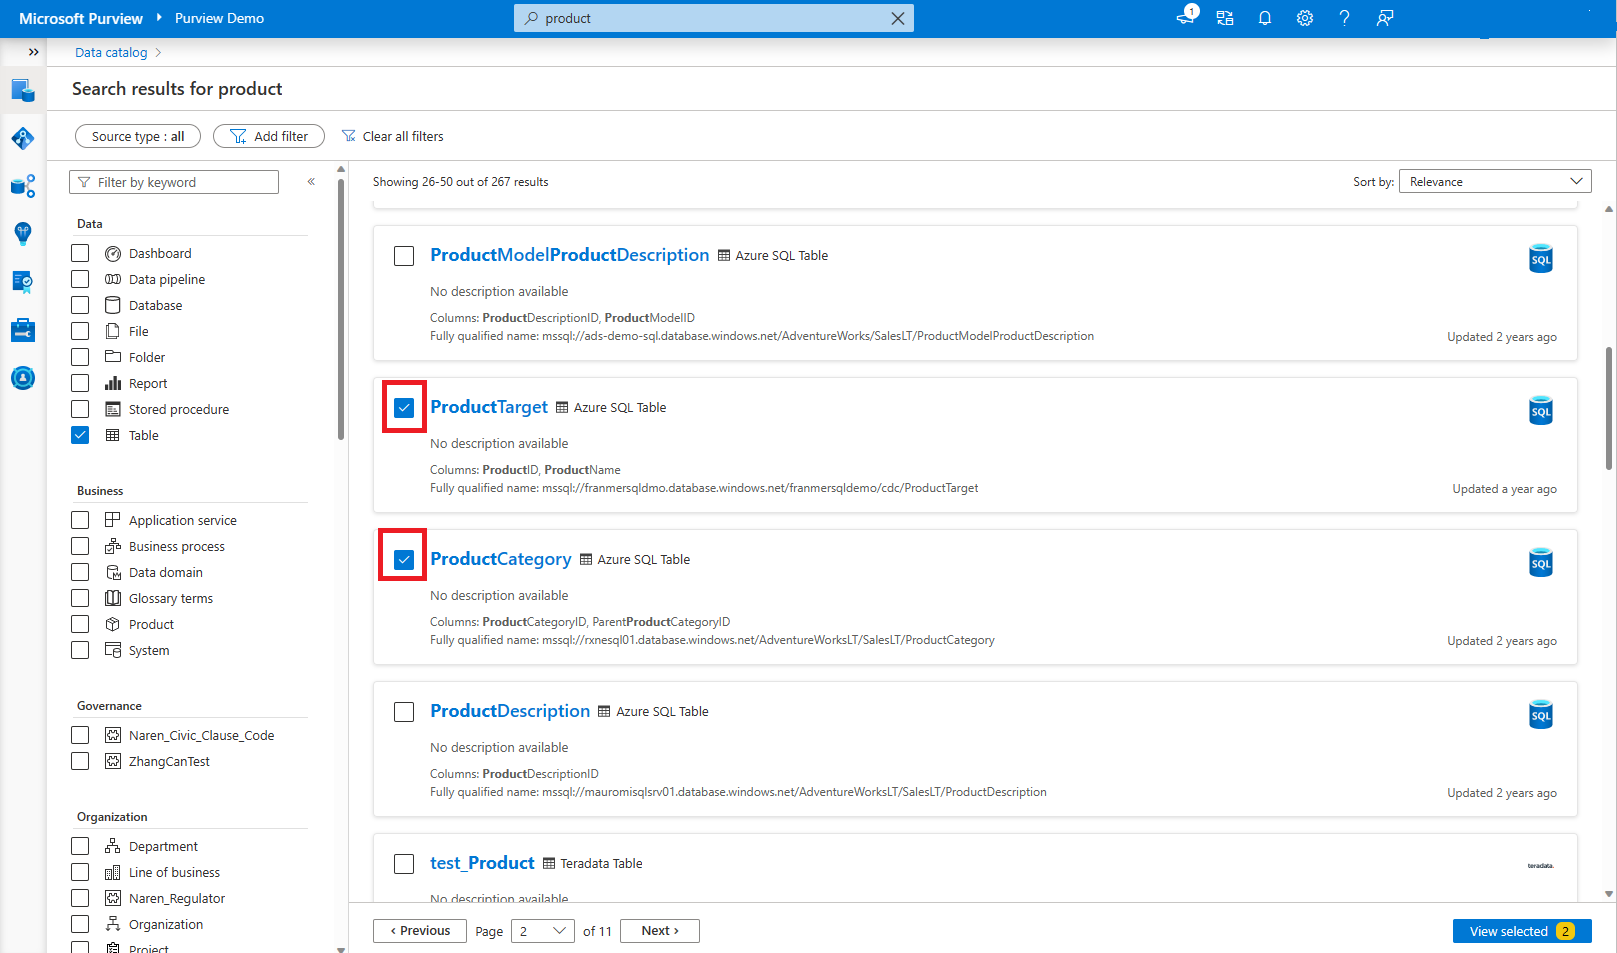 Microsoft Purview
Purview Demo
product
1
Data catalog
Search results for product
Source type : all
Add filter
Clear all filters
Filter by keyword
Data
Dashboard
Data pipeline
Database
File
Folder
Report
Stored procedure
Table
Business
Application service
Business process
Data domain
Glossary terms
Product
System
Governance
Naren_Civic_Clause_Code
ZhangCanTest
Organization
Department
Line of business
Naren_Regulator
Organization
Project
Showing 26-50 out of 267 results
Sort by: Relevance
ProductModelProductDescription Azure SQL Table
SQL
No description available
Columns: ProductDescriptionID, ProductModelID
Fully qualified name: mssql://ads-demo-sql.database.windows.net/AdventureWorks/SalesLT/ProductModelProductDescription
Updated 2 years ago
ProductTarget Azure SQL Table
SQL
No description available
Columns: ProductID, ProductName
Fully qualified name: mssql://franmersqldmo.database.windows.net/franmersqldemo/cdc/ProductTarget
Updated a year ago
ProductCategory Azure SQL Table
SQL
No description available
Columns: ProductCategoryID, ParentProductCategoryID
Fully qualified name: mssql://rxnesql01.database.windows.net/AdventureWorksLT/SalesLT/ProductCategory
Updated 2 years ago
ProductDescription Azure SQL Table
SQL
No description available
Columns: ProductDescriptionID
Fully qualified name: mssql://mauromisqlsrv01.database.windows.net/AdventureWorksLT/SalesLT/ProductDescription
Updated 2 years ago
test_Product Teradata Table
teradata.
No description available
‹ Previous Page 2 of 11 Next ›
View selected 2